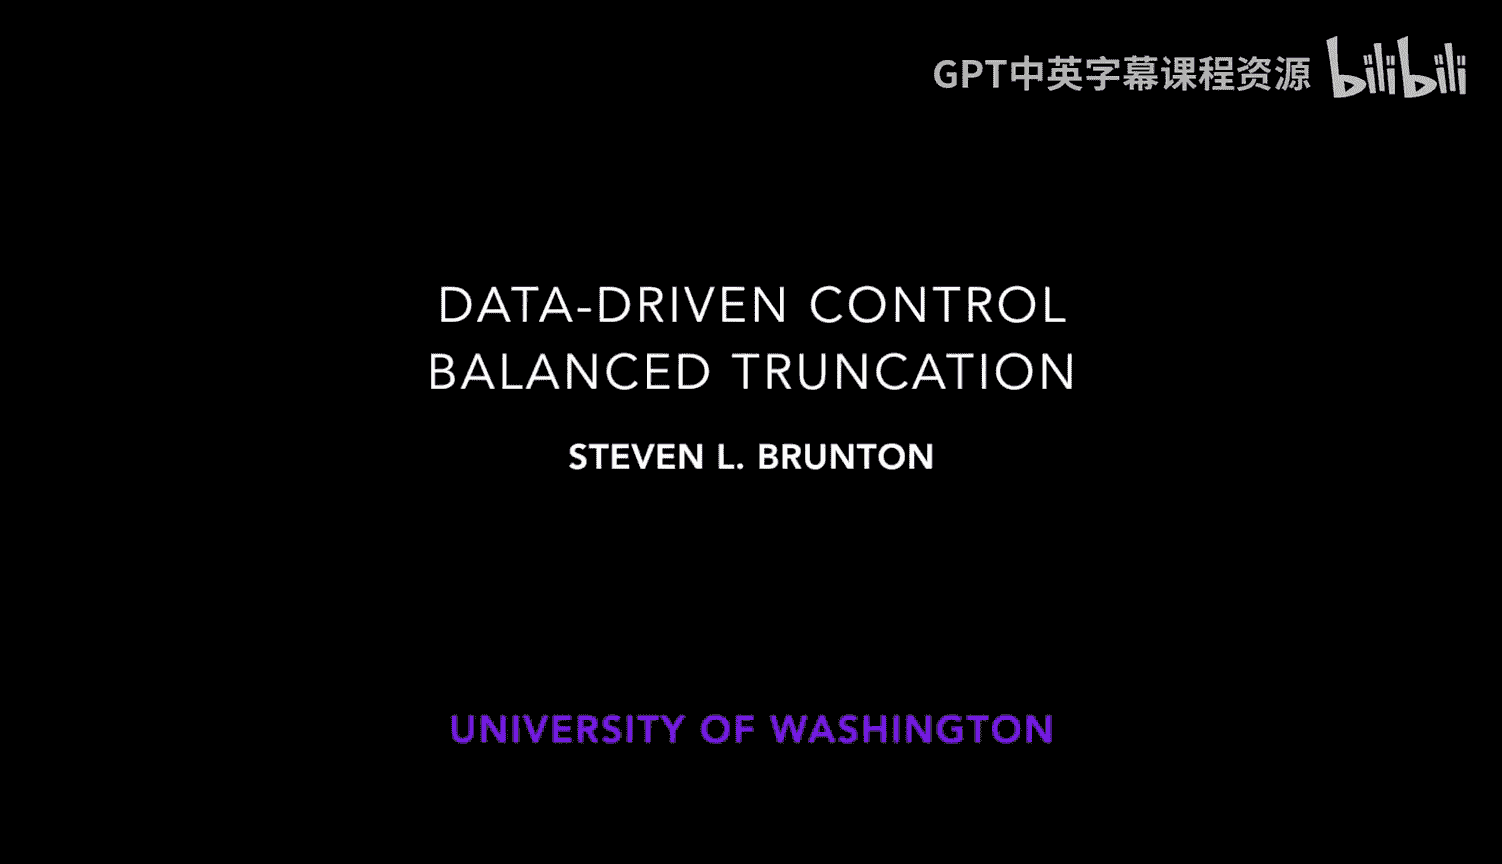 GPT中英字幕课程资源 bilibili
DATA-DRIVEN CONTROL
BALANCED TRUNCATION
STEVEN L. BRUNTON
UNIVERSITY OF WASHINGTON